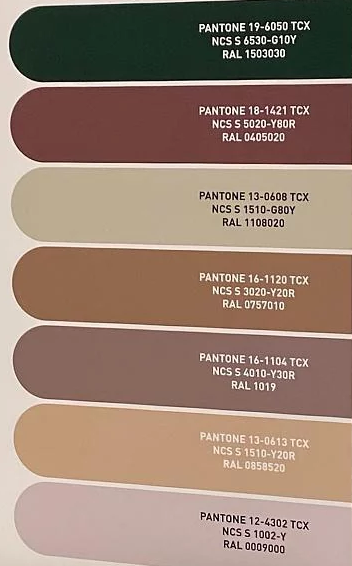 PANTONE 19-6050 TCX
NCS S 6530-G10Y
RAL 1503030
PANTONE 18-1421 TCX
NCS S 5020-Y80R
RAL 0405020
PANTONE 13-0608 TCX
NCS S 1510-G80Y
RAL 1108020
PANTONE 16-1120 TCX
NCS S 3020-Y20R
RAL 0757010
PANTONE 16-1104 TCX
NCS S 4010-Y30R
RAL 1019
PANTONE 13-0613 TCX
NCS S 1510-Y20R
RAL 0858520
PANTONE 12-4302 TCX
NCS S 1002-Y
RAL 0009000